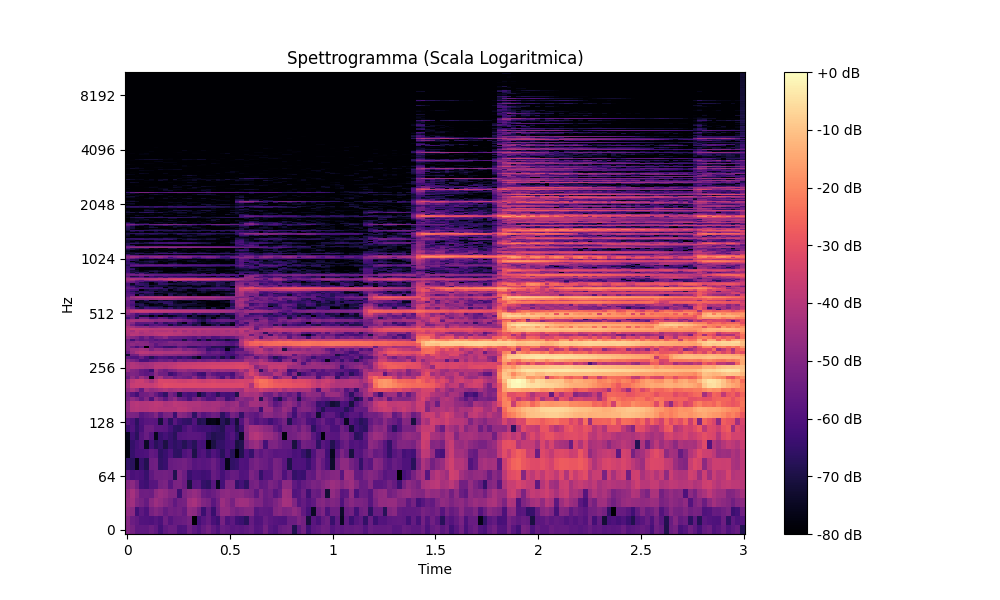 Spettrogramma (Scala Logaritmica)
Hz
8192
4096
2048
1024
512
256
128
64
0
0 0.5 1 1.5 2 2.5 3
Time
+0 dB
-10 dB
-20 dB
-30 dB
-40 dB
-50 dB
-60 dB
-70 dB
-80 dB